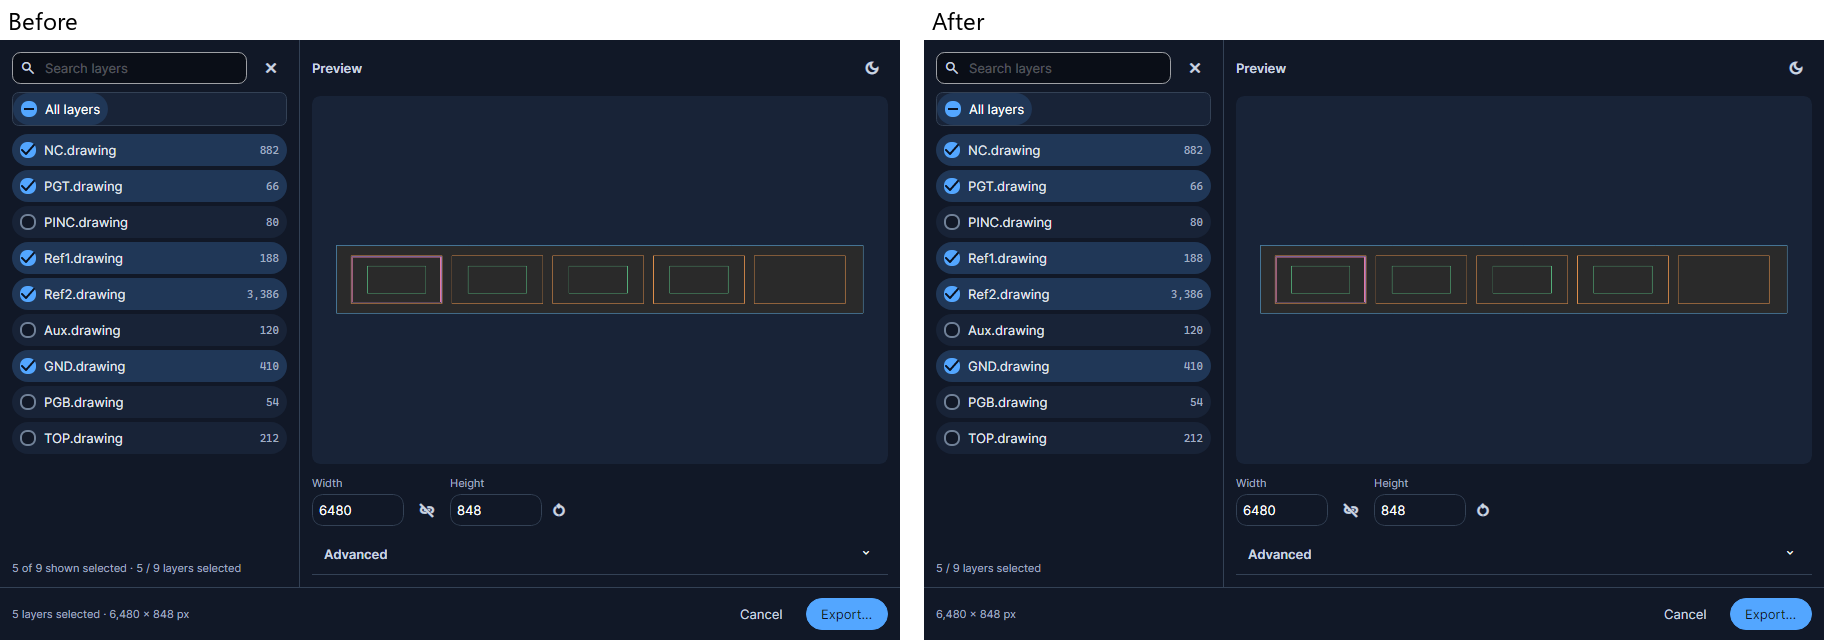 Before
Search layers
All layers
NC.drawing 882
PGT.drawing 66
PINC.drawing 80
Ref1.drawing 188
Ref2.drawing 3,386
Aux.drawing 120
GND.drawing 410
PGB.drawing 54
TOP.drawing 212
5 of 9 shown selected · 5 / 9 layers selected
Preview
Width Height
6480 848
Advanced
5 layers selected · 6,480 × 848 px
Cancel Export...
After
Search layers
All layers
NC.drawing 882
PGT.drawing 66
PINC.drawing 80
Ref1.drawing 188
Ref2.drawing 3,386
Aux.drawing 120
GND.drawing 410
PGB.drawing 54
TOP.drawing 212
5 / 9 layers selected
Preview
Width Height
6480 848
Advanced
6,480 × 848 px
Cancel Export...